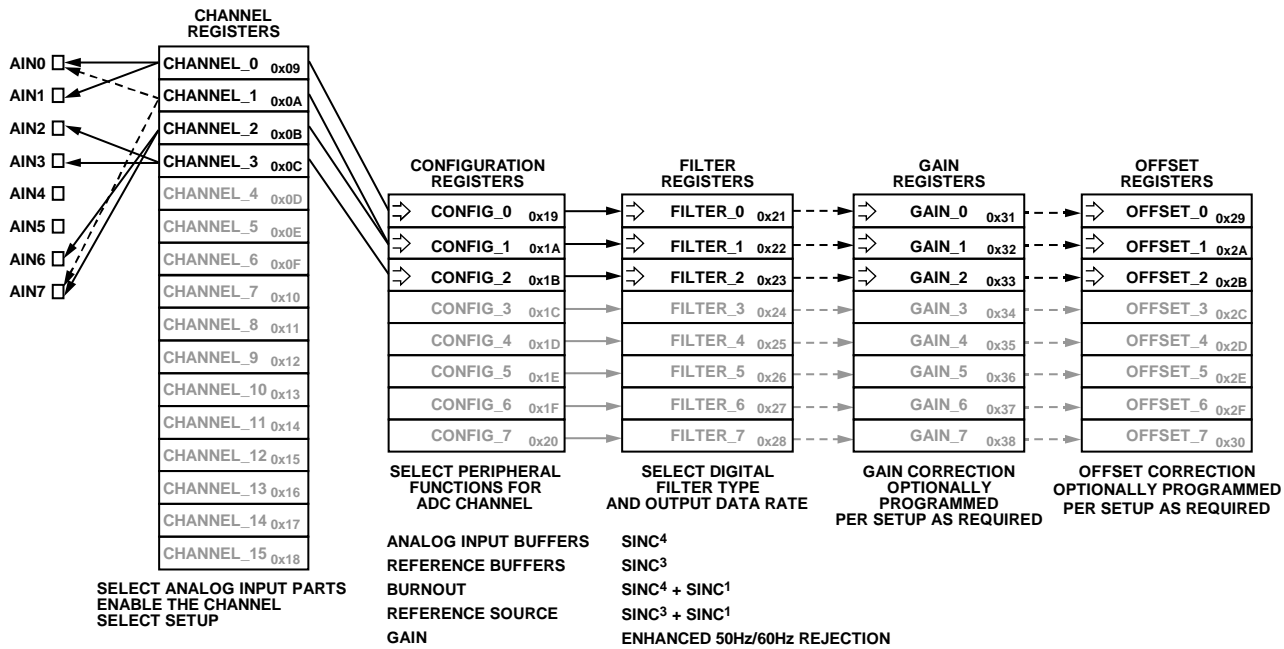 CHANNEL
REGISTERS
AIN0
AIN1
AIN2
AIN3
AIN4
AIN5
AIN6
AIN7
CHANNEL_0 0x09
CHANNEL_1 0x0A
CHANNEL_2 0x0B
CHANNEL_3 0x0C
CHANNEL_4 0x0D
CHANNEL_5 0x0E
CHANNEL_6 0x0F
CHANNEL_7 0x10
CHANNEL_8 0x11
CHANNEL_9 0x12
CHANNEL_10 0x13
CHANNEL_11 0x14
CHANNEL_12 0x15
CHANNEL_13 0x16
CHANNEL_14 0x17
CHANNEL_15 0x18
SELECT ANALOG INPUT PARTS
ENABLE THE CHANNEL
SELECT SETUP
CONFIGURATION
REGISTERS
CONFIG_0 0x19
CONFIG_1 0x1A
CONFIG_2 0x1B
CONFIG_3 0x1C
CONFIG_4 0x1D
CONFIG_5 0x1E
CONFIG_6 0x1F
CONFIG_7 0x20
SELECT PERIPHERAL
FUNCTIONS FOR
ADC CHANNEL
ANALOG INPUT BUFFERS
REFERENCE BUFFERS
BURNOUT
REFERENCE SOURCE
GAIN
FILTER
REGISTERS
FILTER_0 0x21
FILTER_1 0x22
FILTER_2 0x23
FILTER_3 0x24
FILTER_4 0x25
FILTER_5 0x26
FILTER_6 0x27
FILTER_7 0x28
SELECT DIGITAL
FILTER TYPE
AND OUTPUT DATA RATE
SINC⁴
SINC³
SINC⁴ + SINC¹
SINC³ + SINC¹
ENHANCED 50Hz/60Hz REJECTION
GAIN
REGISTERS
GAIN_0 0x31
GAIN_1 0x32
GAIN_2 0x33
GAIN_3 0x34
GAIN_4 0x35
GAIN_5 0x36
GAIN_6 0x37
GAIN_7 0x38
GAIN CORRECTION
OPTIONALLY
PROGRAMMED
PER SETUP AS REQUIRED
OFFSET
REGISTERS
OFFSET_0 0x29
OFFSET_1 0x2A
OFFSET_2 0x2B
OFFSET_3 0x2C
OFFSET_4 0x2D
OFFSET_5 0x2E
OFFSET_6 0x2F
OFFSET_7 0x30
OFFSET CORRECTION
OPTIONALLY PROGRAMMED
PER SETUP AS REQUIRED